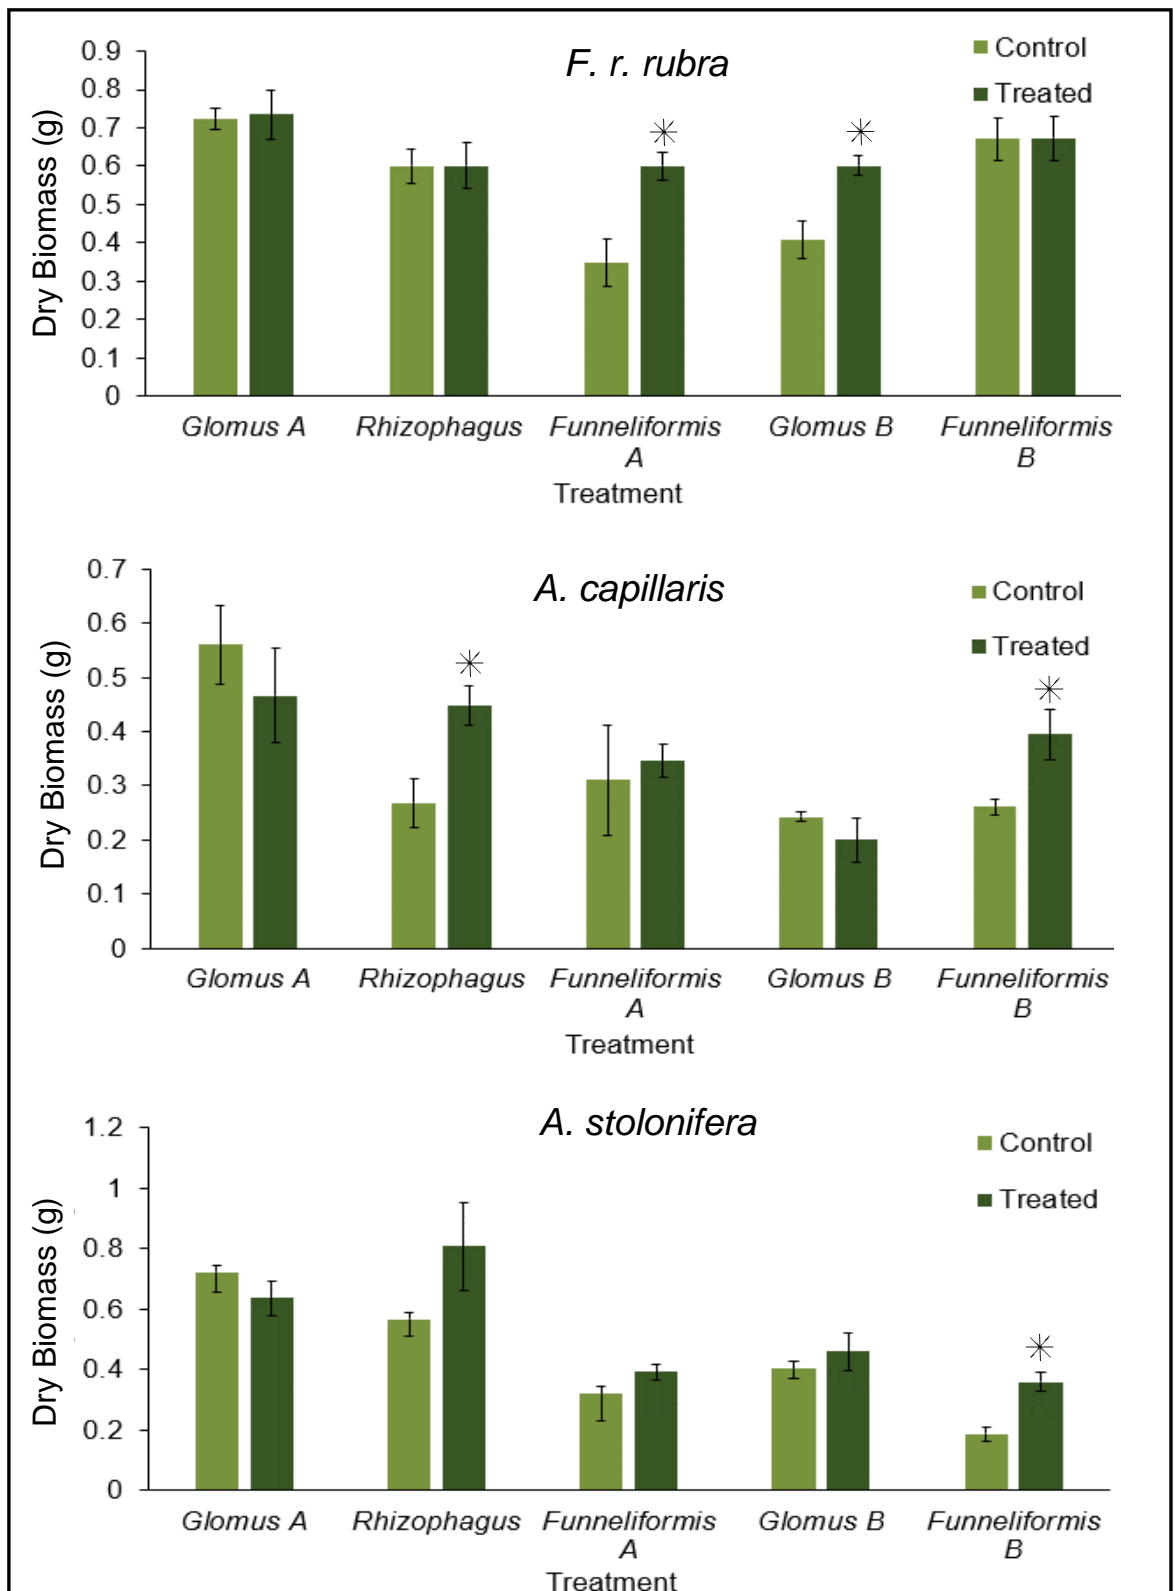 F. r. rubra
Control
Treated
Dry Biomass (g)
0.9
0.8
0.7
0.6
0.5
0.4
0.3
0.2
0.1
0
Glomus A Rhizophagus Funneliformis Glomus B Funneliformis
A B
Treatment
A. capillaris
Control
Treated
Dry Biomass (g)
0.7
0.6
0.5
0.4
0.3
0.2
0.1
0
Glomus A Rhizophagus Funneliformis Glomus B Funneliformis
A B
Treatment
A. stolonifera
Control
Treated
Dry Biomass (g)
1.2
1
0.8
0.6
0.4
0.2
0
Glomus A Rhizophagus Funneliformis Glomus B Funneliformis
A B
Treatment